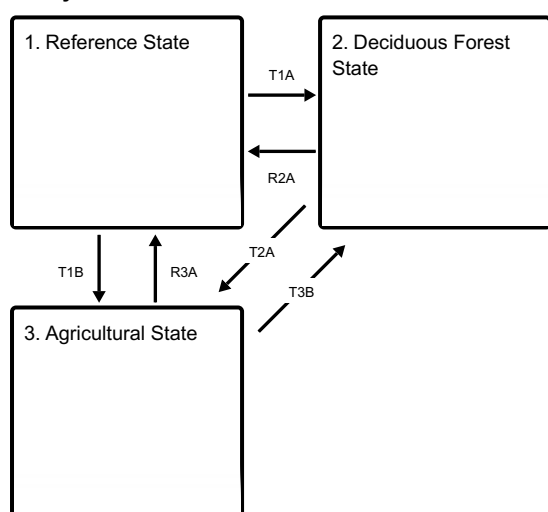 1. Reference State
2. Deciduous Forest
State
T1A
R2A
T2A
T1B
R3A
T3B
3. Agricultural State